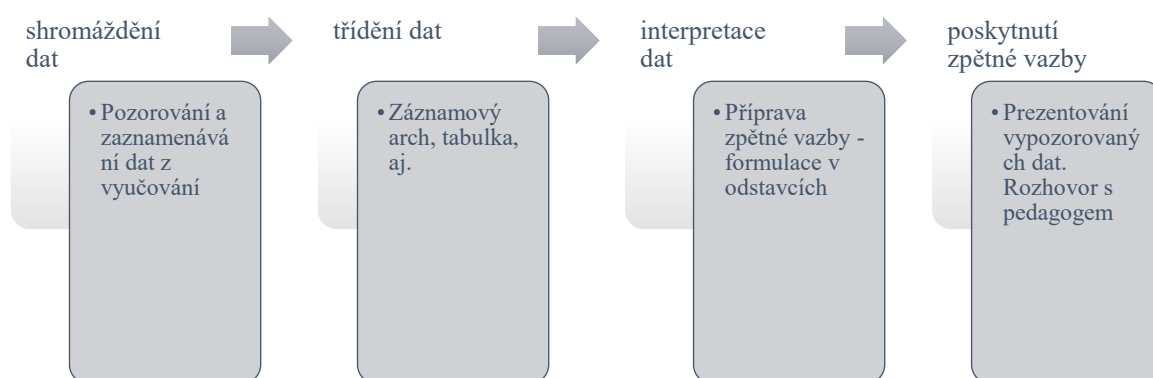 shromáždění
dat
• Pozorování a
zaznamenává
ní dat z
vyučování
třídění dat
• Záznamový
arch, tabulka,
aj.
interpretace
dat
• Příprava
zpětné vazby -
formulace v
odstavcích
poskytnutí
zpětné vazby
• Prezentování
vypozorovaný
ch dat.
Rozhovor s
pedagogem